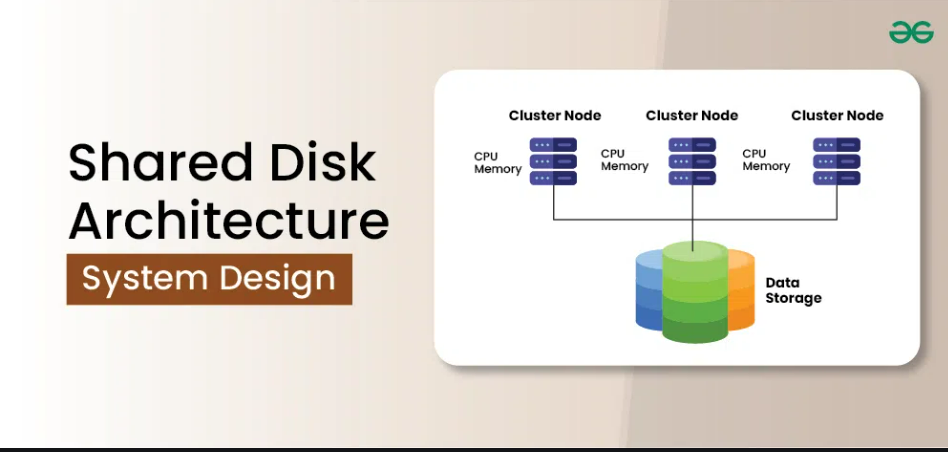 Shared Disk
Architecture
System Design
Cluster Node
Cluster Node
Cluster Node
CPU
Memory
CPU
Memory
CPU
Memory
Data
Storage